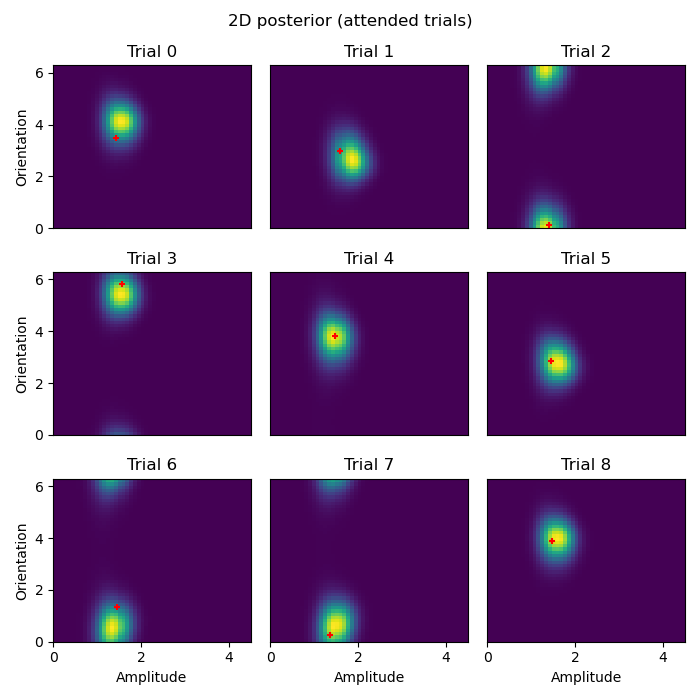 2D posterior (attended trials)
Trial 0
Trial 1
Trial 2
6
4
2
0
Orientation
Trial 3
Trial 4
Trial 5
6
4
2
0
Orientation
Trial 6
Trial 7
Trial 8
6
4
2
0
Orientation
0 2 4
0 2 4
0 2 4
Amplitude
Amplitude
Amplitude